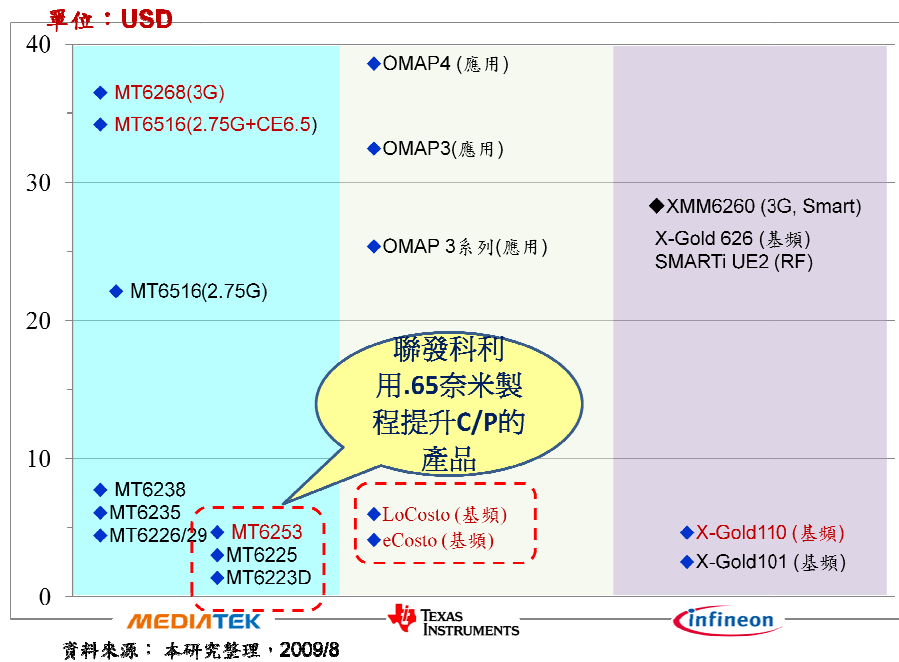 單位：USD
40
30
20
10
0
MT6268(3G)
MT6516(2.75G+CE6.5)
MT6516(2.75G)
MT6238
MT6235
MT6226/29
MT6253
MT6225
MT6223D
OMAP4 (應用)
OMAP3(應用)
OMAP 3系列(應用)
聯發科利
用.65奈米製
程提升C/P的
產品
LoCosto (基頻)
eCosto (基頻)
XMM6260 (3G, Smart)
X-Gold 626 (基頻)
SMARTi UE2 (RF)
X-Gold110 (基頻)
X-Gold101 (基頻)
MEDIATEK
TEXAS
INSTRUMENTS
infineon
資料來源： 本研究整理，2009/8